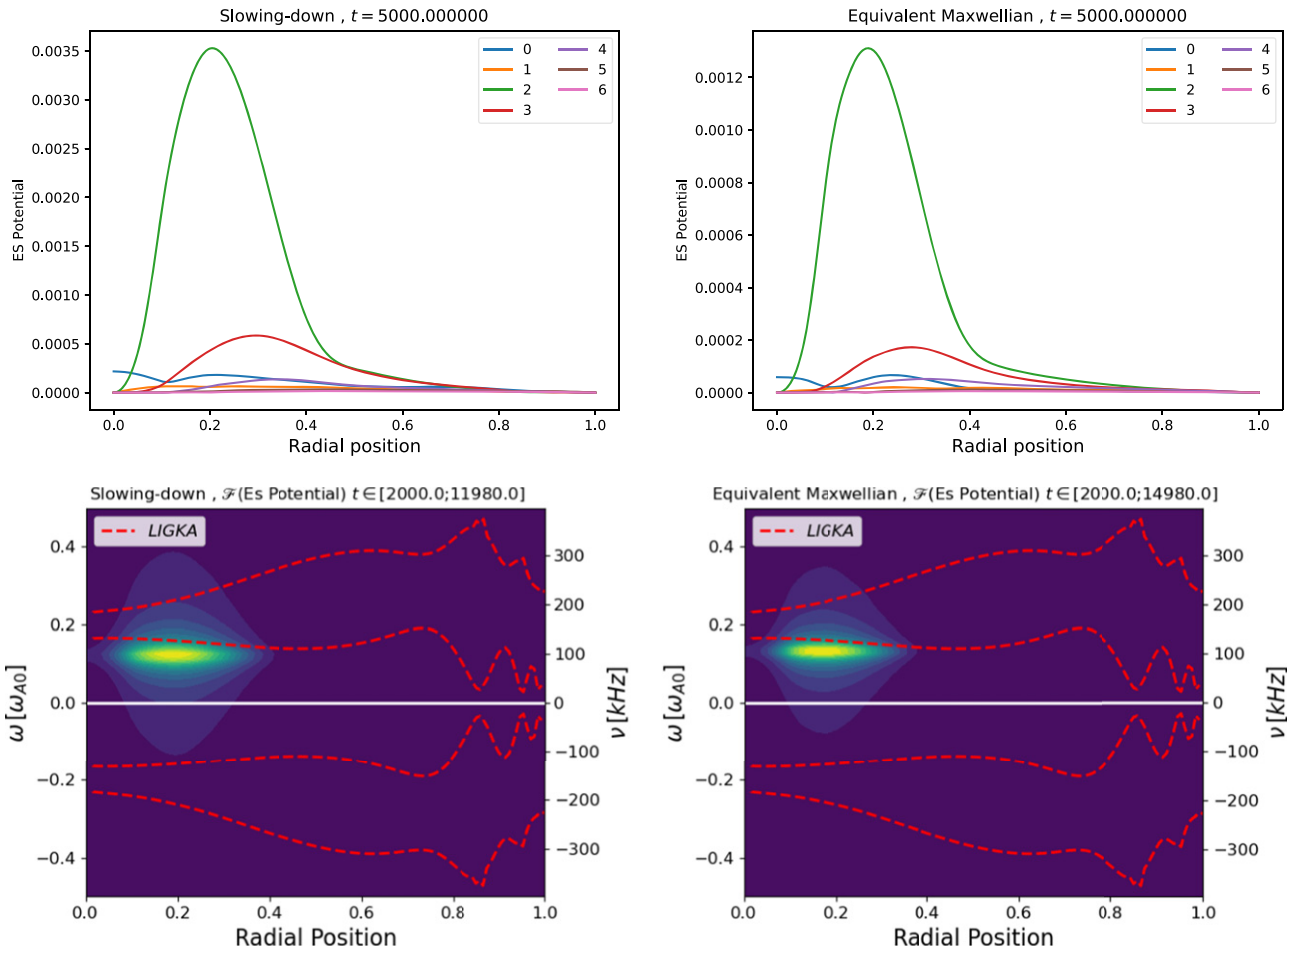 Slowing-down , t = 5000.000000
0.0035
0.0030
0.0025
0.0020
0.0015
0.0010
0.0005
0.0000
ES Potential
0 4
1 5
2 6
3
0.0 0.2 0.4 0.6 0.8 1.0
Radial position
Equivalent Maxwellian , t = 5000.000000
0.0012
0.0010
0.0008
0.0006
0.0004
0.0002
0.0000
ES Potential
0 4
1 5
2 6
3
0.0 0.2 0.4 0.6 0.8 1.0
Radial position
Slowing-down , ℱ(Es Potential) t ∈ [2000.0;11980.0]
LIGKA
0.4
0.2
0.0
−0.2
−0.4
ω [ω_{A0}]
300
200
100
0
−100
−200
−300
ν [kHz]
0.0 0.2 0.4 0.6 0.8 1.0
Radial Position
Equivalent Maxwellian , ℱ(Es Potential) t ∈ [2000.0;14980.0]
LIGKA
0.4
0.2
0.0
−0.2
−0.4
ω [ω_{A0}]
300
200
100
0
−100
−200
−300
ν [kHz]
0.0 0.2 0.4 0.6 0.8 1.0
Radial Position